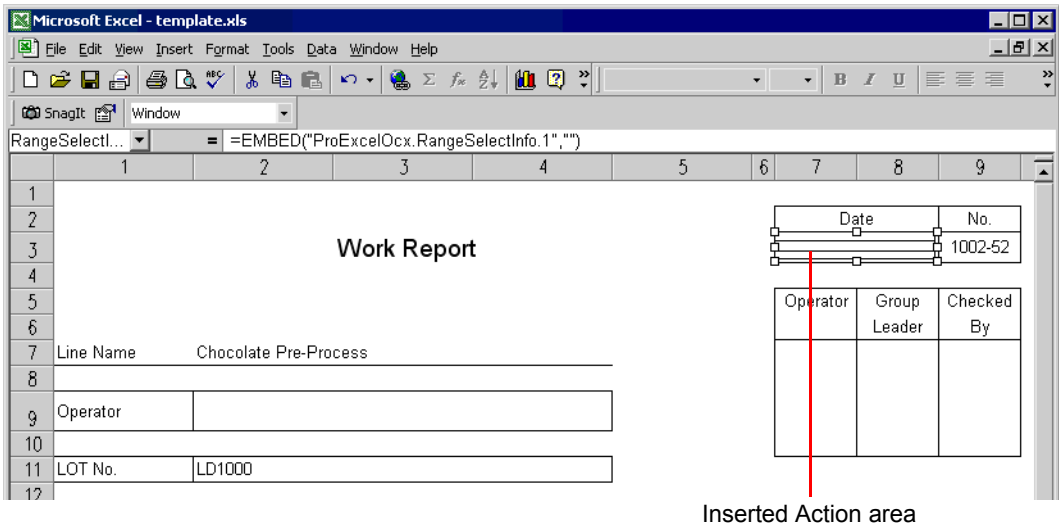 Microsoft Excel - template.xls
File Edit View Insert Format Tools Data Window Help
ABC Σ fx B I U
SnagIt Window
RangeSelectI... = =EMBED("ProExcelOcx.RangeSelectInfo.1","")
1 2 3 4 5 6 7 8 9
1
2 Date No.
3 Work Report 1002-52
4
5 Operator Group Checked
6 Leader By
7 Line Name Chocolate Pre-Process
8
9 Operator
10
11 LOT No. LD1000
12
Inserted Action area